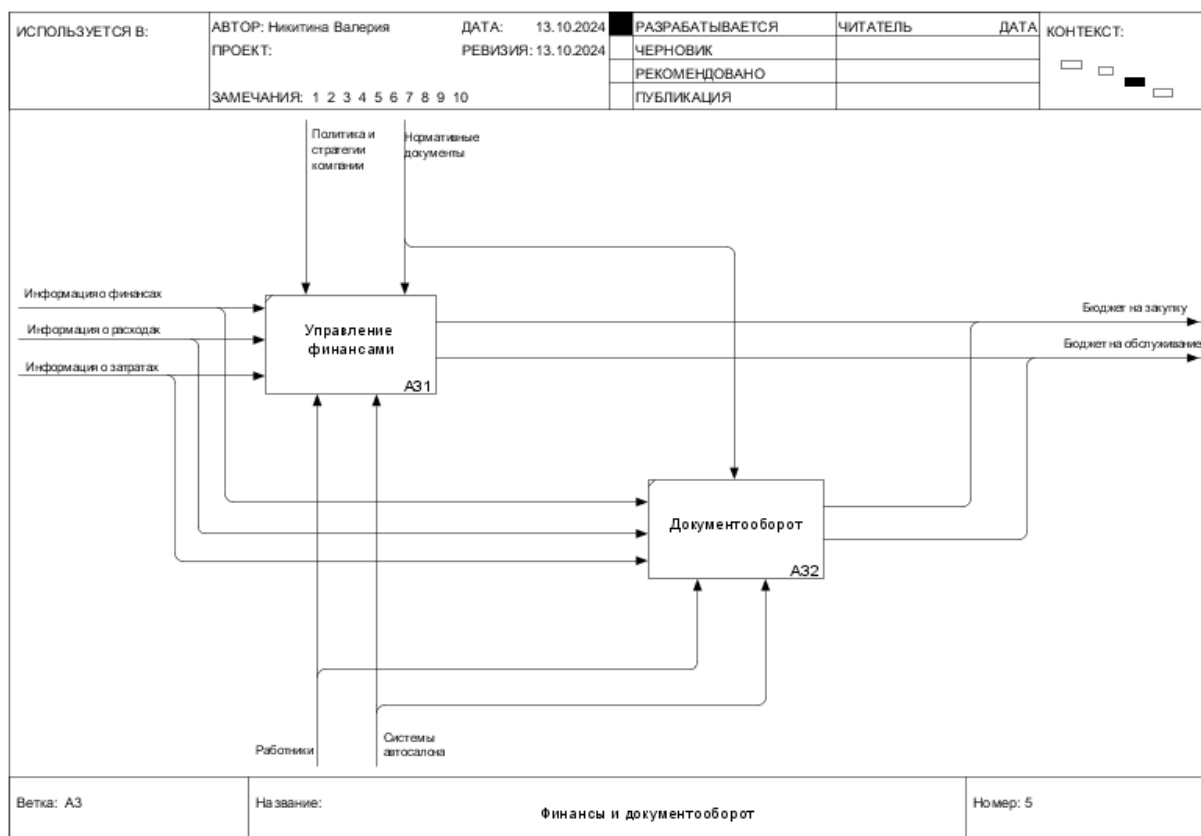 ИСПОЛЬЗУЕТСЯ В:
АВТОР: Никитина Валерия
ДАТА: 13.10.2024
ПРОЕКТ:
РЕВИЗИЯ: 13.10.2024
ЗАМЕЧАНИЯ: 1 2 3 4 5 6 7 8 9 10
РАЗРАБАТЫВАЕТСЯ
ЧЕРНОВИК
РЕКОМЕНДОВАНО
ПУБЛИКАЦИЯ
ЧИТАТЕЛЬ
ДАТА
КОНТЕКСТ:
Политика и
стратегии
компании
Нормативные
документы
Информация о финансах
Информация о расходах
Информация о затратах
Управление
финансами
А31
Бюджет на закупку
Бюджет на обслуживание
Документооборот
А32
Работники
Системы
автосалона
Ветка: А3
Название:
Финансы и документооборот
Номер: 5